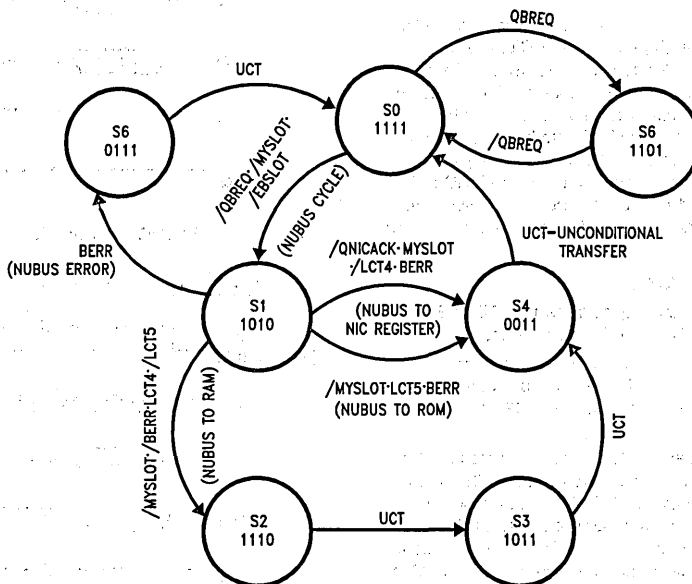 QBREQ
UCT
S0
1111
S6
0111
S6
1101
/QBREQ
/QBREQ·/MYSLOT·
/EBSLOT
(NUBUS CYCLE)
UCT-UNCONDITIONAL
TRANSFER
BERR
(NUBUS ERROR)
/QNICACK·MYSLOT
·/LCT4·BERR
S1
1010
(NUBUS TO
NIC REGISTER)
S4
0011
/MYSLOT·/BERR·LCT4·/LCT5
(NUBUS TO RAM)
/MYSLOT·LCT5·BERR
(NUBUS TO ROM)
UCT
S2
1110
UCT
S3
1011